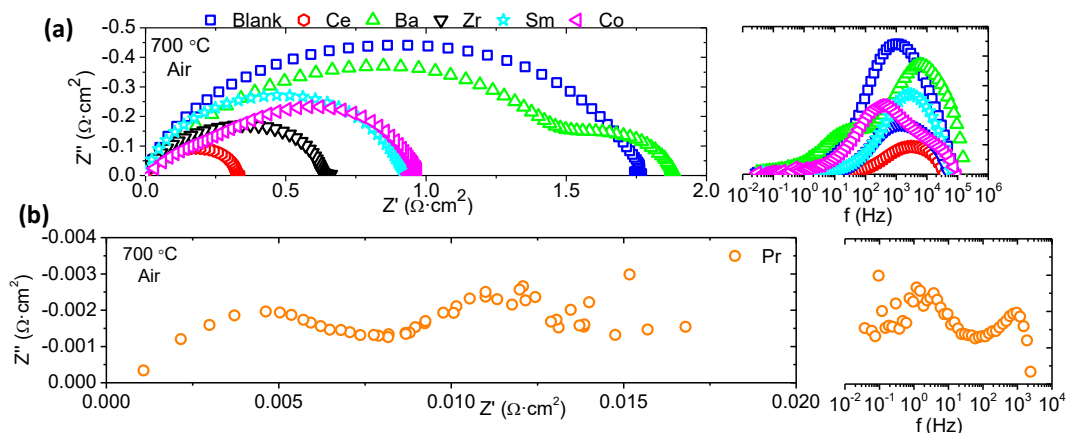 Blank Ce Ba Zr Sm Co
(a)
700 °C
Air
-0.5
-0.4
-0.3
-0.2
-0.1
0.0
Z'' (Ω·cm²)
0.0 0.5 1.0 1.5 2.0
Z' (Ω·cm²)
10⁻² 10⁻¹ 10⁰ 10¹ 10² 10³ 10⁴ 10⁵ 10⁶
f (Hz)
(b)
700 °C
Air
Pr
-0.004
-0.003
-0.002
-0.001
0.000
Z'' (Ω·cm²)
0.000 0.005 0.010 0.015 0.020
Z' (Ω·cm²)
10⁻² 10⁻¹ 10⁰ 10¹ 10² 10³ 10⁴
f (Hz)